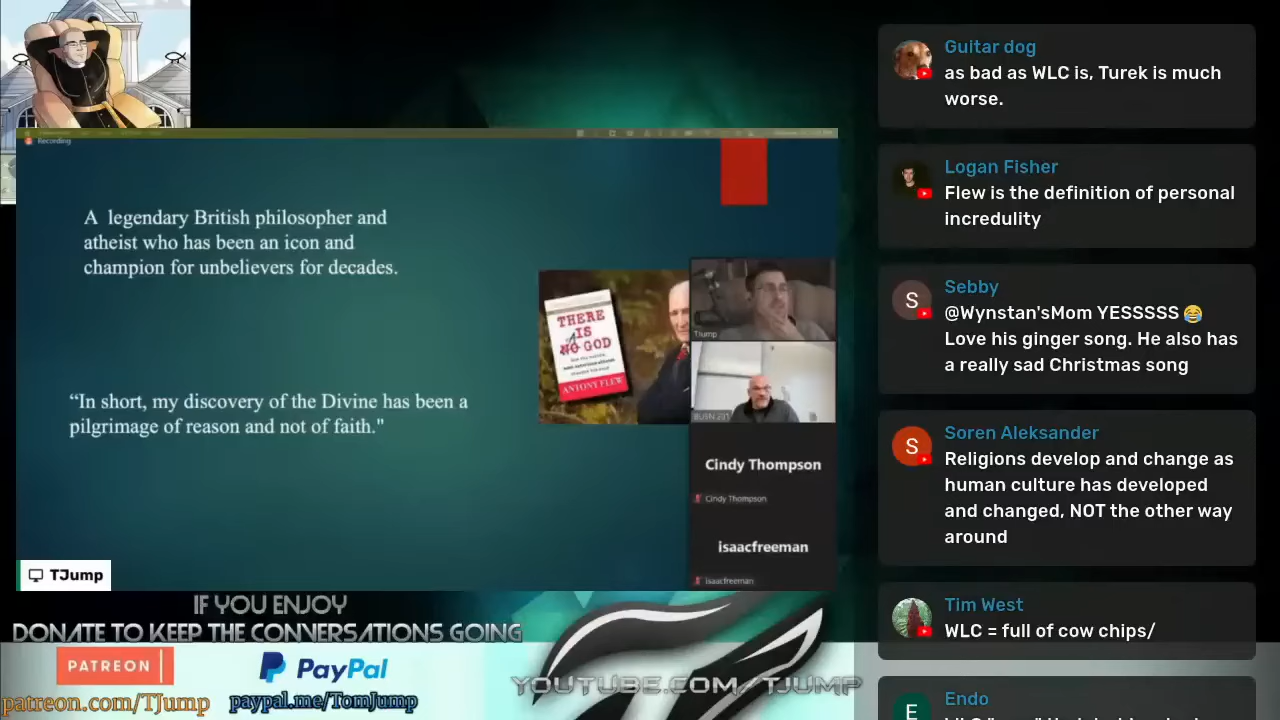 Recording
A legendary British philosopher and
atheist who has been an icon and
champion for unbelievers for decades.
“In short, my discovery of the Divine has been a
pilgrimage of reason and not of faith."
THERE
IS
NO GOD
ANTONY FLEW
TJump
BUSN 231
Cindy Thompson
Cindy Thompson
isaacfreeman
isaacfreeman
TJump
IF YOU ENJOY
DONATE TO KEEP THE CONVERSATIONS GOING
PATREON
PayPal
patreon.com/TJump
paypal.me/TomJump
YOUTUBE.COM/TJUMP
Guitar dog
as bad as WLC is, Turek is much
worse.
Logan Fisher
Flew is the definition of personal
incredulity
S
Sebby
@Wynstan'sMom YESSSSS 😂
Love his ginger song. He also has
a really sad Christmas song
S
Soren Aleksander
Religions develop and change as
human culture has developed
and changed, NOT the other way
around
Tim West
WLC = full of cow chips/
E
Endo